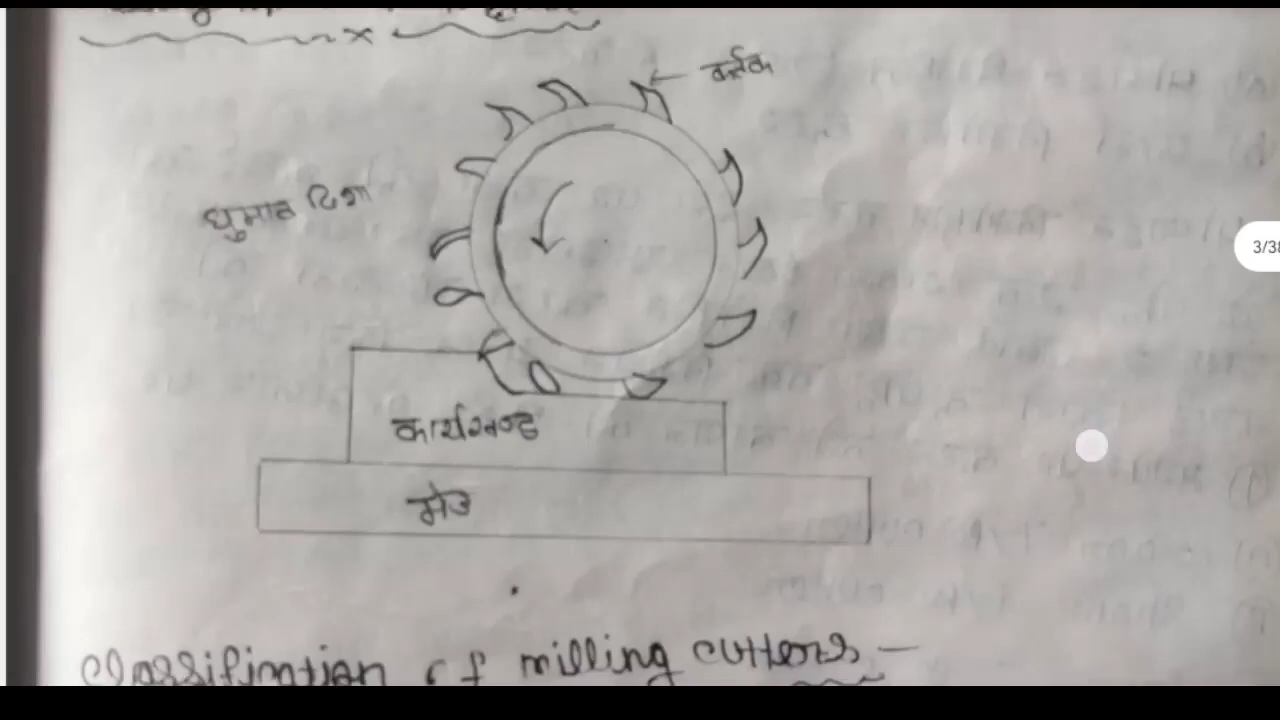 कर्त्तक
घुमाव दिशा
3/38
कार्यखण्ड
मेज
Classification of milling cutters —